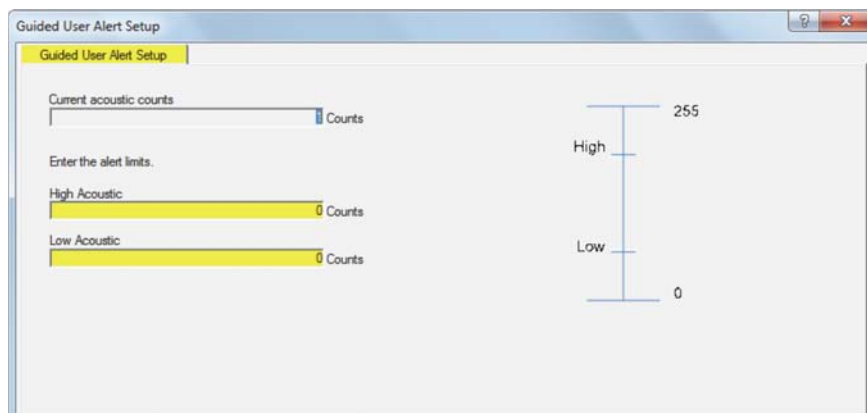 Guided User Alert Setup
Guided User Alert Setup
Current acoustic counts
1 Counts
Enter the alert limits.
High Acoustic
0 Counts
Low Acoustic
0 Counts
255
High
Low
0